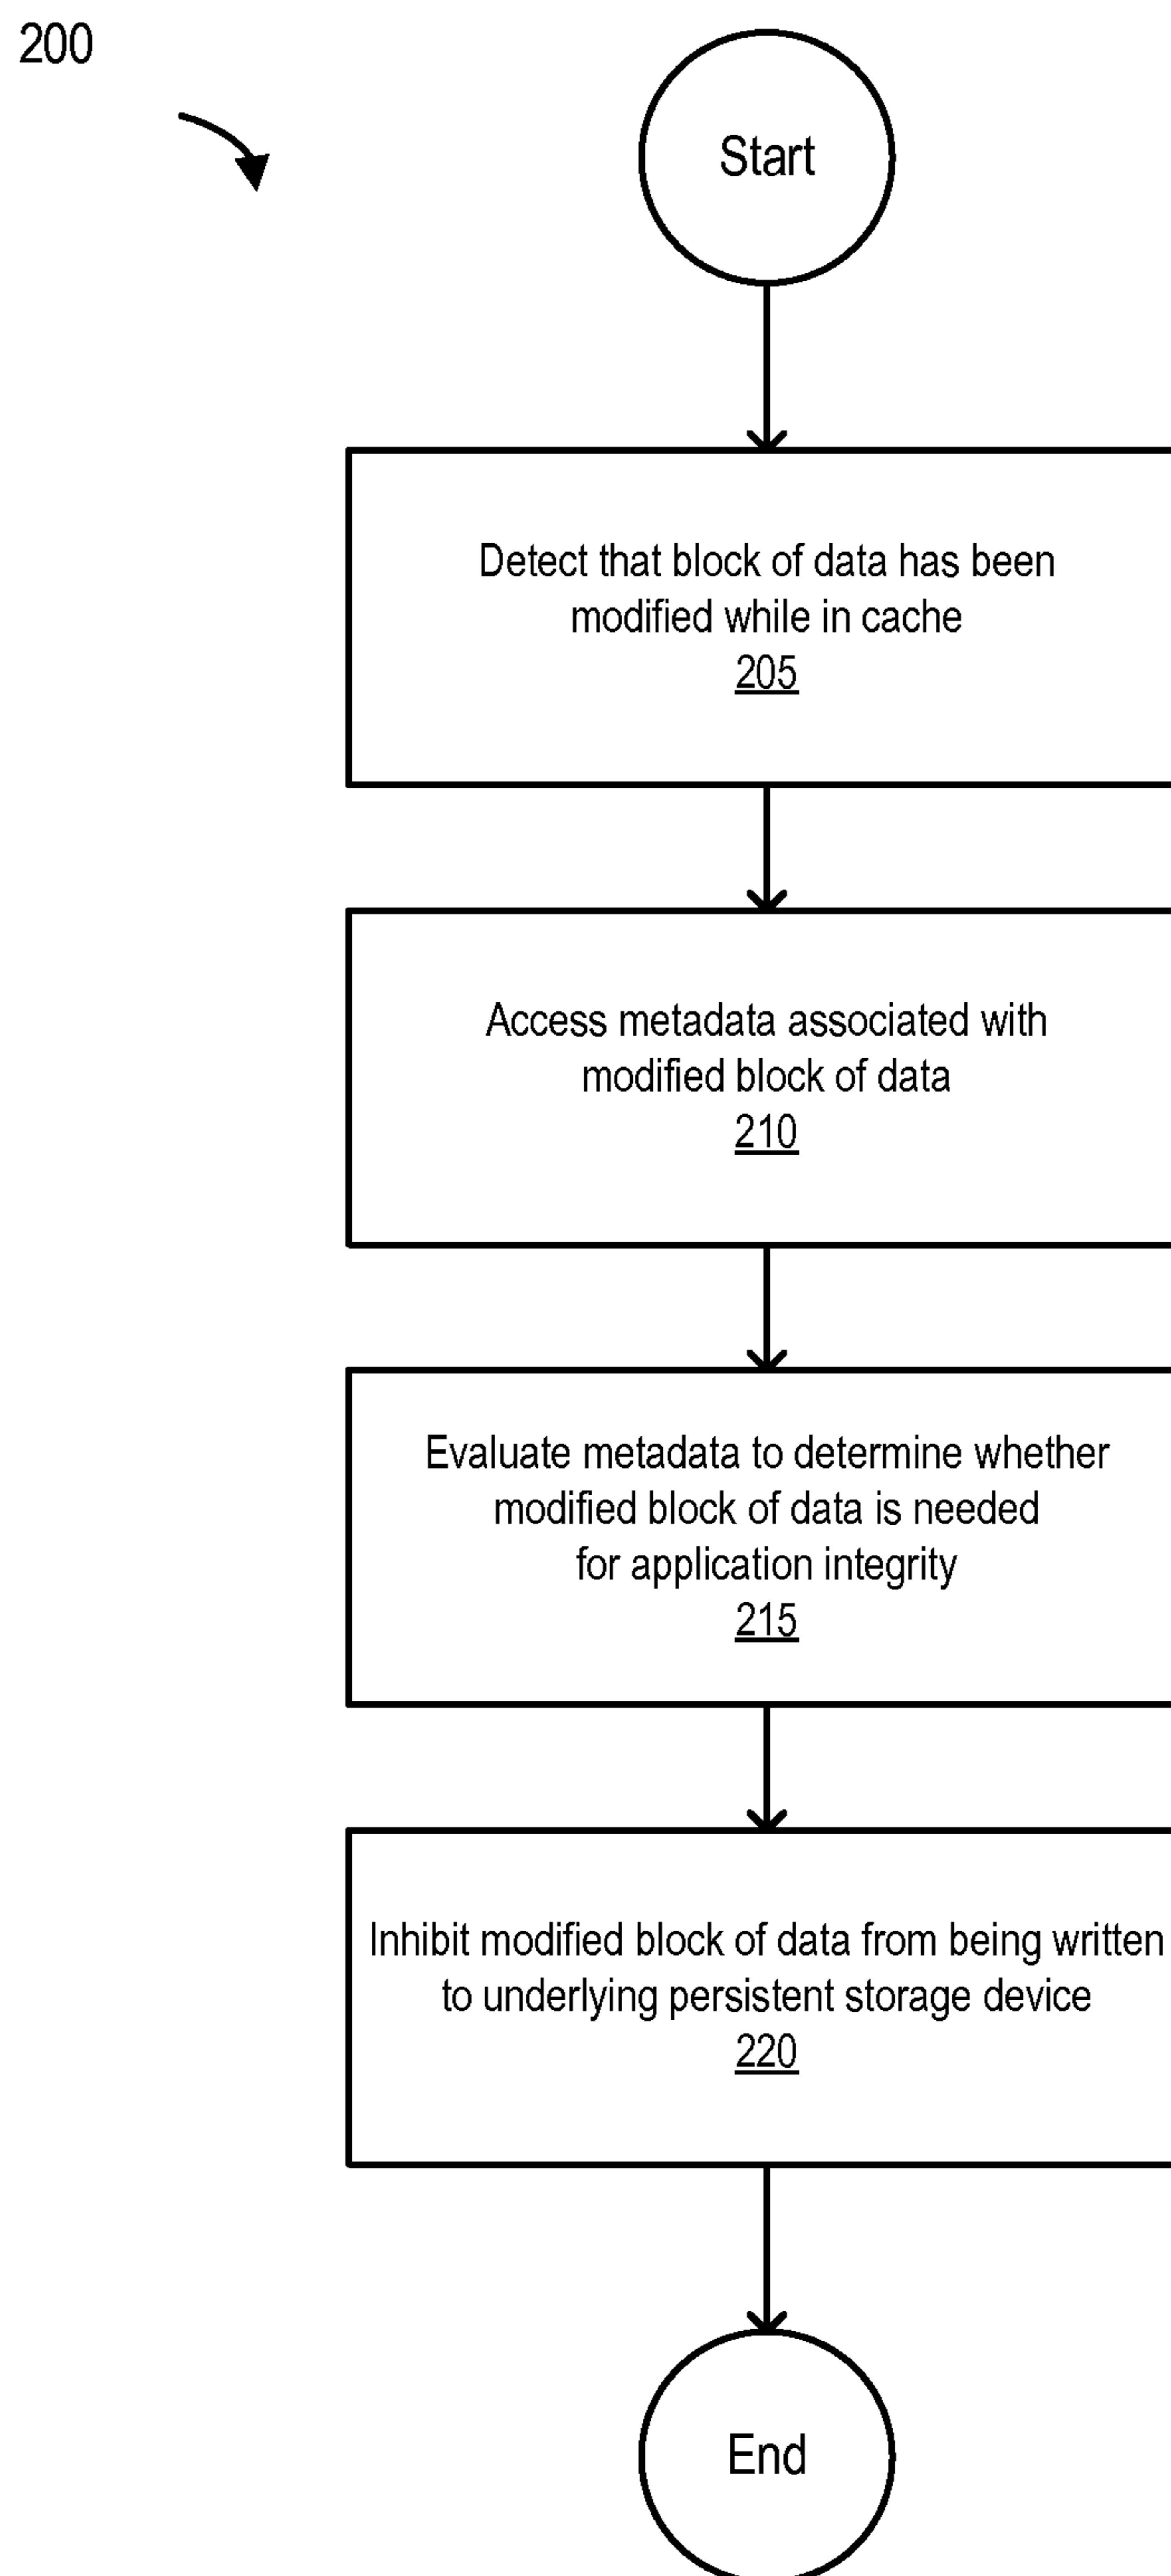 200
Start
Detect that block of data has been
modified while in cache
205
Access metadata associated with
modified block of data
210
Evaluate metadata to determine whether
modified block of data is needed
for application integrity
215
Inhibit modified block of data from being written
to underlying persistent storage device
220
End